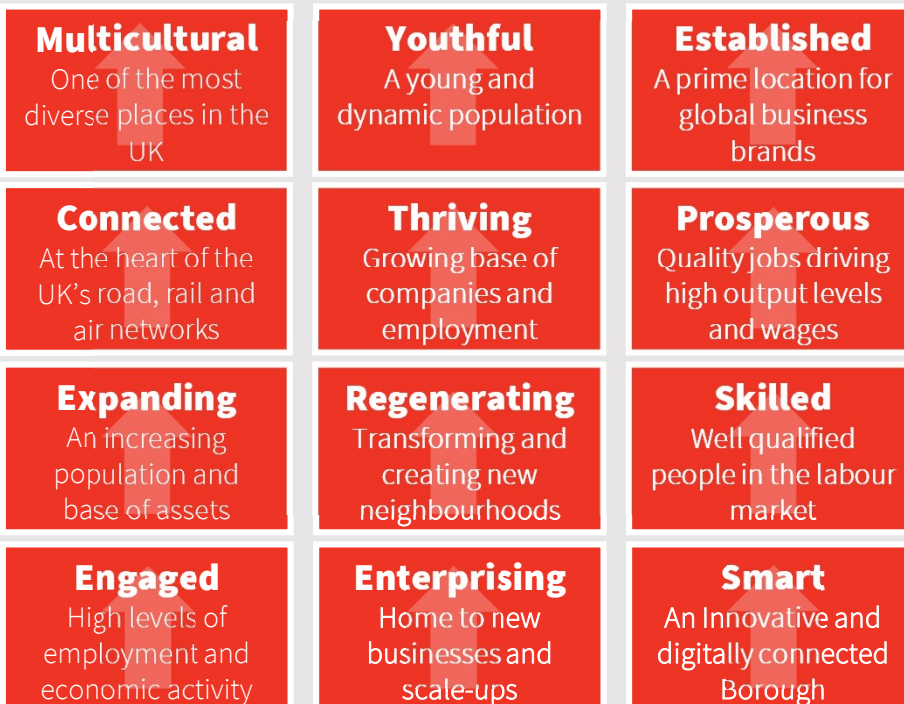 Multicultural
One of the most
diverse places in the
UK
Youthful
A young and
dynamic population
Established
A prime location for
global business
brands
Connected
At the heart of the
UK's road, rail and
air networks
Thriving
Growing base of
companies and
employment
Prosperous
Quality jobs driving
high output levels
and wages
Expanding
An increasing
population and
base of assets
Regenerating
Transforming and
creating new
neighbourhoods
Skilled
Well qualified
people in the labour
market
Engaged
High levels of
employment and
economic activity
Enterprising
Home to new
businesses and
scale-ups
Smart
An Innovative and
digitally connected
Borough